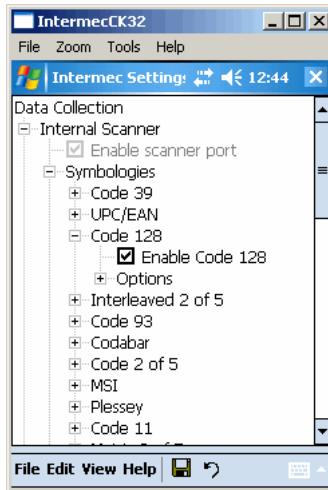 IntermecCK32
File Zoom Tools Help
Intermec Setting: 12:44
Data Collection
Internal Scanner
Enable scanner port
Symbologies
Code 39
UPC/EAN
Code 128
Enable Code 128
Options
Interleaved 2 of 5
Code 93
Codabar
Code 2 of 5
MSI
Plessey
Code 11
File Edit View Help